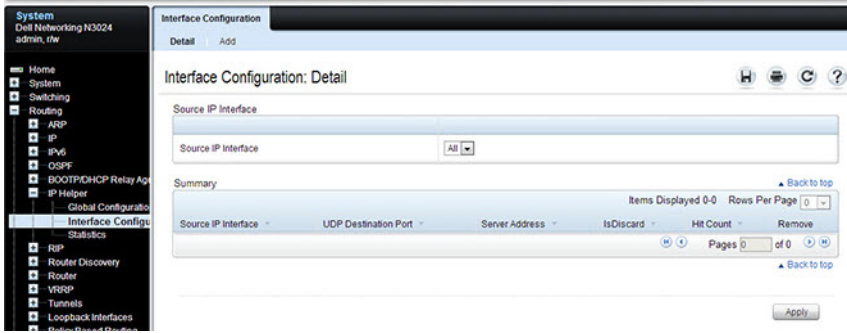 System
Dell Networking N3024
admin, r/w
Home
System
Switching
Routing
ARP
IP
IPv6
OSPF
BOOTP/DHCP Relay Age
IP Helper
Global Configuratio
Interface Configu
Statistics
RIP
Router Discovery
Router
VRRP
Tunnels
Loopback Interfaces
Policy Based Routing
Interface Configuration
Detail Add
Interface Configuration: Detail
Source IP Interface
Source IP Interface All
Summary Back to top
Items Displayed 0-0 Rows Per Page 0
Source IP Interface UDP Destination Port Server Address IsDiscard Hit Count Remove
Pages 0 of 0
Back to top
Apply